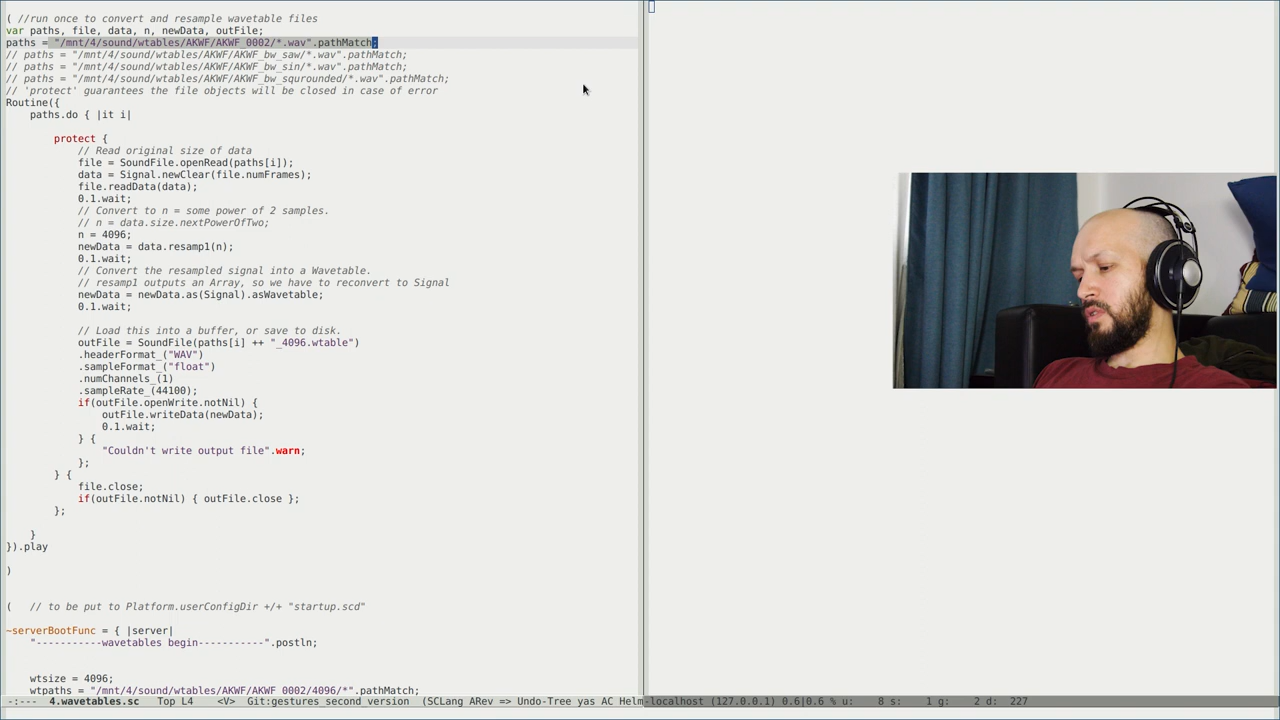 ( //run once to convert and resample wavetable files
var paths, file, data, n, newData, outFile;
paths = "/mnt/4/sound/wtables/AKWF/AKWF_0002/*.wav".pathMatch;
// paths = "/mnt/4/sound/wtables/AKWF/AKWF_bw_saw/*.wav".pathMatch;
// paths = "/mnt/4/sound/wtables/AKWF/AKWF_bw_sin/*.wav".pathMatch;
// paths = "/mnt/4/sound/wtables/AKWF/AKWF_bw_squrounded/*.wav".pathMatch;
// 'protect' guarantees the file objects will be closed in case of error
Routine({
paths.do { |it i|
protect {
// Read original size of data
file = SoundFile.openRead(paths[i]);
data = Signal.newClear(file.numFrames);
file.readData(data);
0.1.wait;
// Convert to n = some power of 2 samples.
// n = data.size.nextPowerOfTwo;
n = 4096;
newData = data.resamp1(n);
0.1.wait;
// Convert the resampled signal into a Wavetable.
// resamp1 outputs an Array, so we have to reconvert to Signal
newData = newData.as(Signal).asWavetable;
0.1.wait;
// Load this into a buffer, or save to disk.
outFile = SoundFile(paths[i] ++ "_4096.wtable")
.headerFormat_("WAV")
.sampleFormat_("float")
.numChannels_(1)
.sampleRate_(44100);
if(outFile.openWrite.notNil) {
outFile.writeData(newData);
0.1.wait;
} {
"Couldn't write output file".warn;
};
} {
file.close;
if(outFile.notNil) { outFile.close };
};
}
}).play
)
( // to be put to Platform.userConfigDir +/+ "startup.scd"
~serverBootFunc = { |server|
"-----------wavetables begin-----------".postln;
wtsize = 4096;
wtpaths = "/mnt/4/sound/wtables/AKWF/AKWF_0002/4096/*".pathMatch;
-:--- 4.wavetables.sc Top L4 <V> Git:gestures second version (SCLang ARev => Undo-Tree yas AC Helm-localhost (127.0.0.1) 0.6|0.6 % u: 8 s: 1 g: 2 d: 227